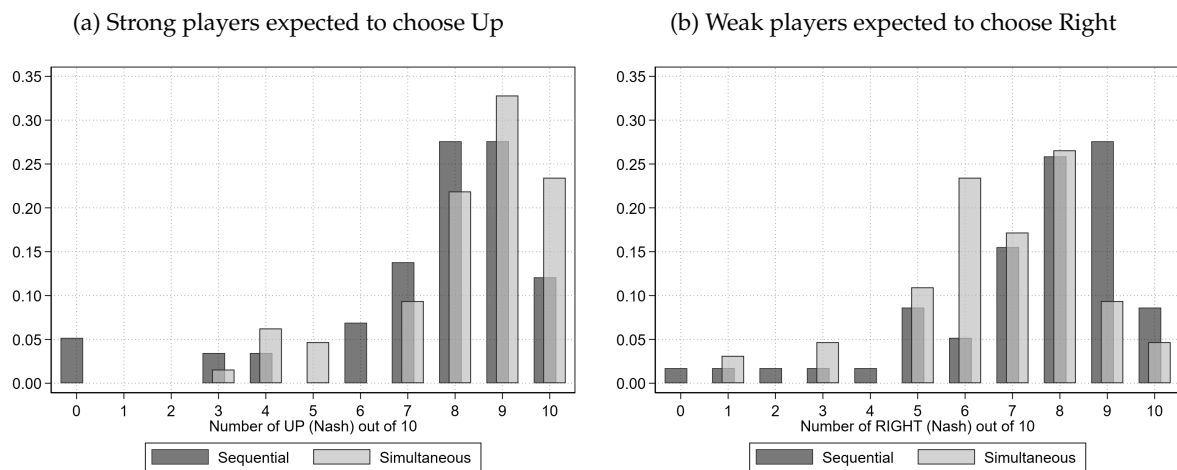 (a) Strong players expected to choose Up
0.35
0.30
0.25
0.20
0.15
0.10
0.05
0.00
0 1 2 3 4 5 6 7 8 9 10
Number of UP (Nash) out of 10
Sequential Simultaneous
(b) Weak players expected to choose Right
0.35
0.30
0.25
0.20
0.15
0.10
0.05
0.00
0 1 2 3 4 5 6 7 8 9 10
Number of RIGHT (Nash) out of 10
Sequential Simultaneous